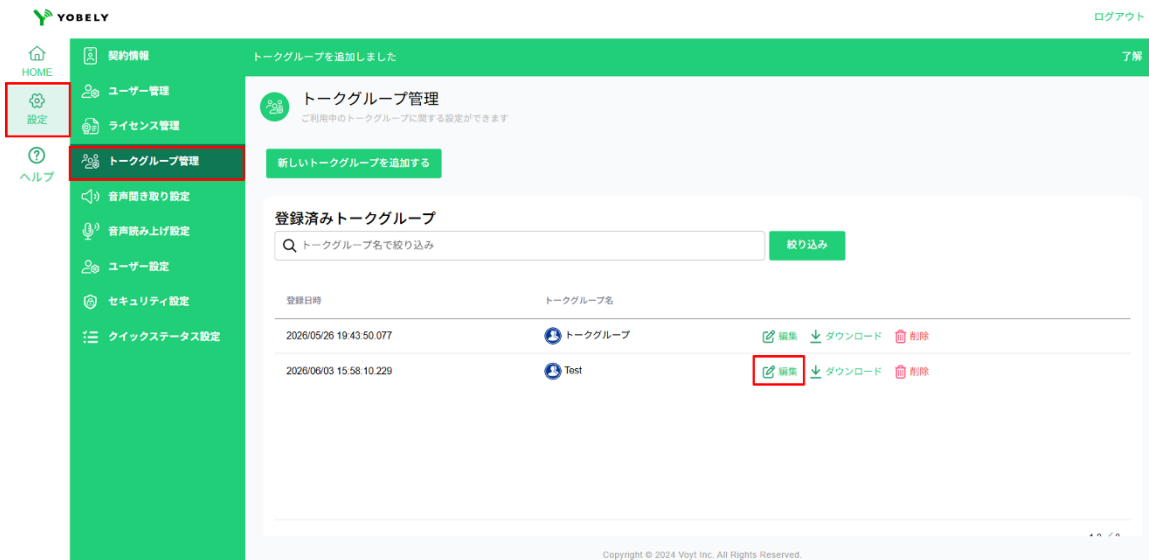 YOBELY
ログアウト
HOME
設定
ヘルプ
契約情報
ユーザー管理
ライセンス管理
トークグループ管理
音声聞き取り設定
音声読み上げ設定
ユーザー設定
セキュリティ設定
クイックステータス設定
トークグループを追加しました 了解
トークグループ管理
ご利用中のトークグループに関する設定ができます
新しいトークグループを追加する
登録済みトークグループ
トークグループ名で絞り込み 絞り込み
登録日時 トークグループ名
2026/05/26 19:43:50.077 トークグループ 編集 ダウンロード 削除
2026/06/03 15:58:10.229 Test 編集 ダウンロード 削除
Copyright © 2024 Voyt Inc. All Rights Reserved.